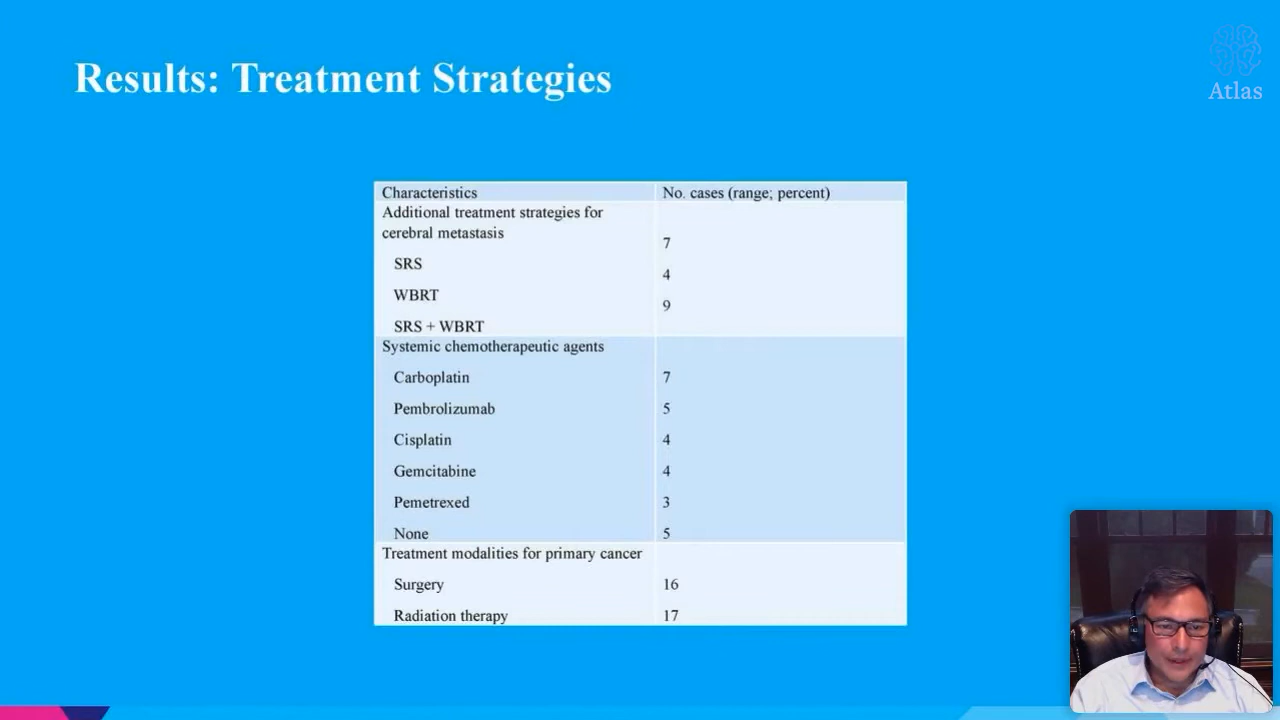 Results: Treatment Strategies
Atlas
Characteristics No. cases (range; percent)
Additional treatment strategies for
cerebral metastasis
7
SRS
4
WBRT
9
SRS + WBRT
Systemic chemotherapeutic agents
Carboplatin 7
Pembrolizumab 5
Cisplatin 4
Gemcitabine 4
Pemetrexed 3
None 5
Treatment modalities for primary cancer
Surgery 16
Radiation therapy 17